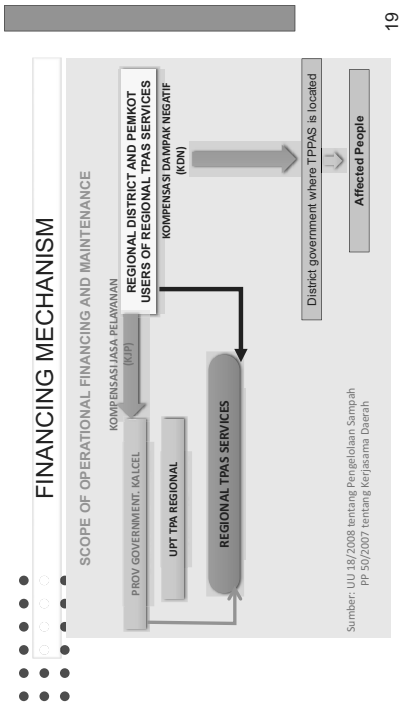 FINANCING MECHANISM
SCOPE OF OPERATIONAL FINANCING AND MAINTENANCE
PROV GOVERNMENT. KALCEL
KOMPENSASI JASA PELAYANAN
(KJP)
REGIONAL DISTRICT AND PEMKOT
USERS OF REGIONAL TPAS SERVICES
UPT TPA REGIONAL
KOMPENSASI DAMPAK NEGATIF
(KDN)
REGIONAL TPAS SERVICES
District government where TPPAS is located
Affected People
Sumber: UU 18/2008 tentang Pengelolaan Sampah
PP 50/2007 tentang Kerjasama Daerah
19